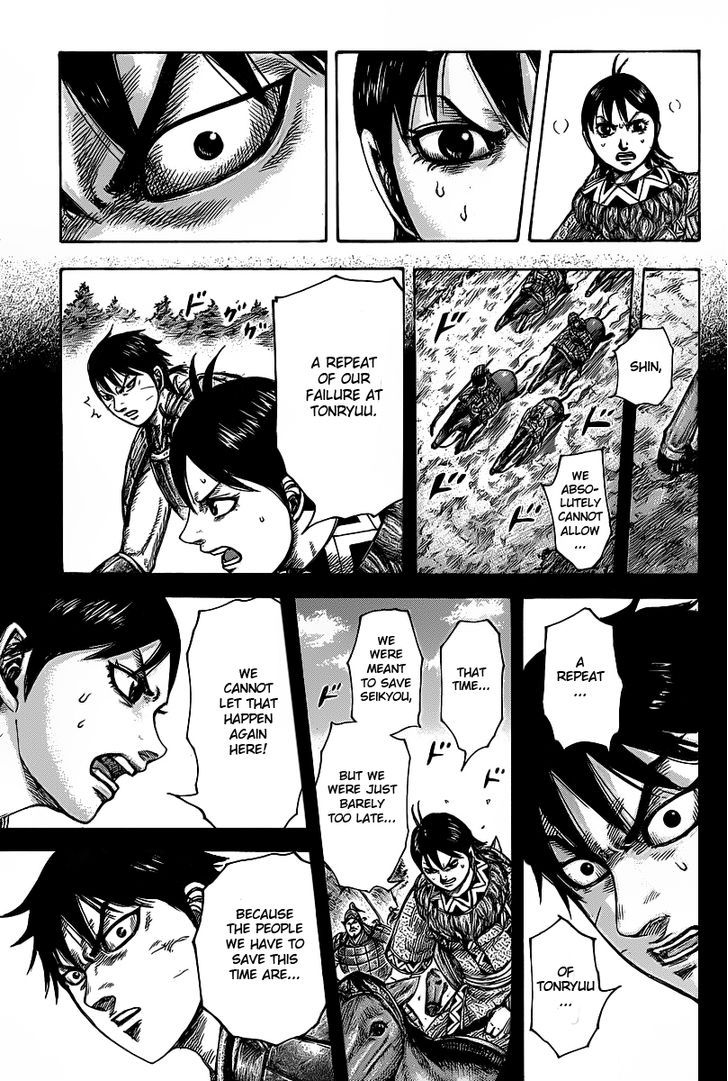 SHIN,
WE
ABSO-
LUTELY
CANNOT
ALLOW
...
A REPEAT
OF OUR
FAILURE AT
TONRYUU.
A
REPEAT
...
OF
TONRYUU
...
THAT
TIME...
WE
WERE
MEANT
TO SAVE
SEIKYOU,
BUT WE
WERE JUST
BARELY
TOO LATE...
WE
CANNOT
LET THAT
HAPPEN
AGAIN
HERE!
BECAUSE
THE PEOPLE
WE HAVE TO
SAVE THIS
TIME ARE...